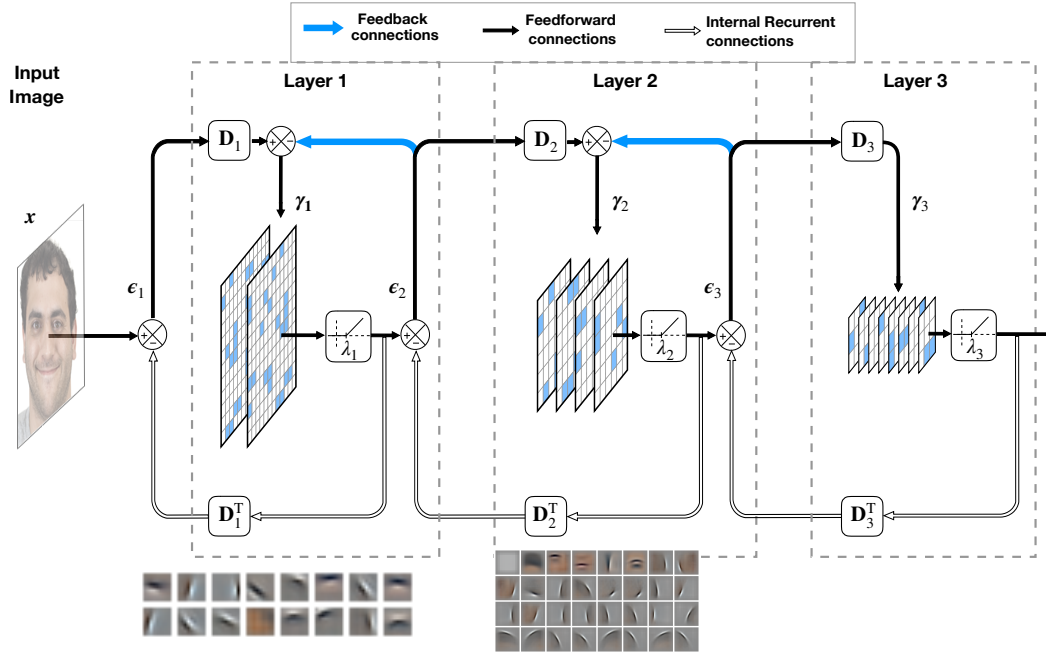 Feedback
connections
Feedforward
connections
Internal Recurrent
connections
Input
Image
Layer 1
Layer 2
Layer 3
D₁
+ −
D₂
+ −
D₃
x
γ₁
γ₂
γ₃
ϵ₁
ϵ₂
ϵ₃
+ −
λ₁
+ −
λ₂
+ −
λ₃
D₁ᵀ
D₂ᵀ
D₃ᵀ